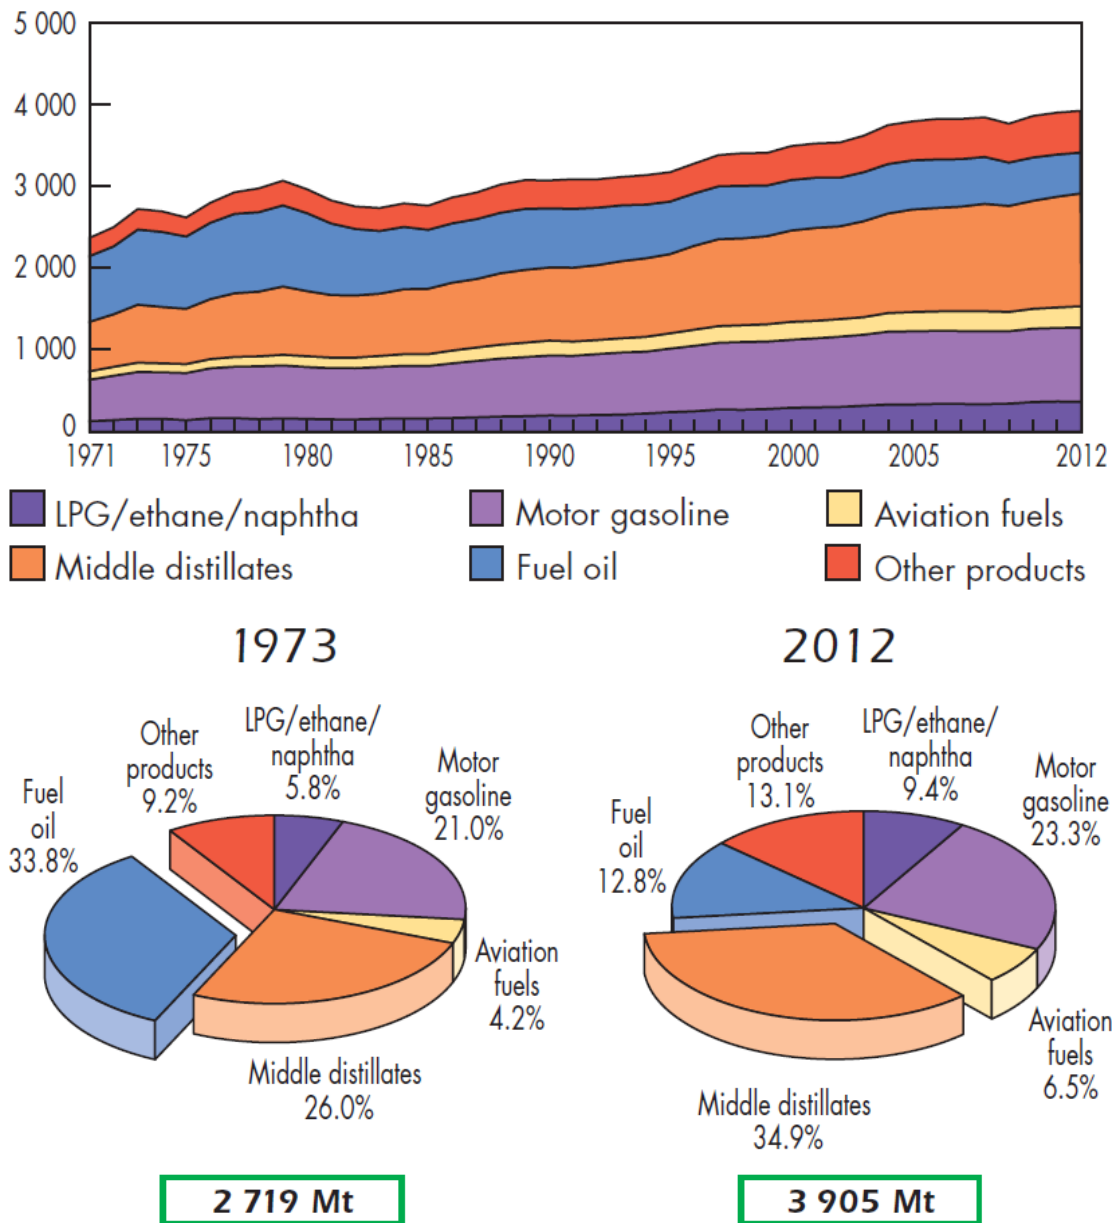 5 000
4 000
3 000
2 000
1 000
0
1971 1975 1980 1985 1990 1995 2000 2005 2012
LPG/ethane/naphtha Motor gasoline Aviation fuels
Middle distillates Fuel oil Other products
1973
LPG/ethane/
naphtha
5.8%
Motor
gasoline
21.0%
Aviation
fuels
4.2%
Middle distillates
26.0%
Fuel
oil
33.8%
Other
products
9.2%
2 719 Mt
2012
LPG/ethane/
naphtha
9.4%
Motor
gasoline
23.3%
Aviation
fuels
6.5%
Middle distillates
34.9%
Fuel
oil
12.8%
Other
products
13.1%
3 905 Mt